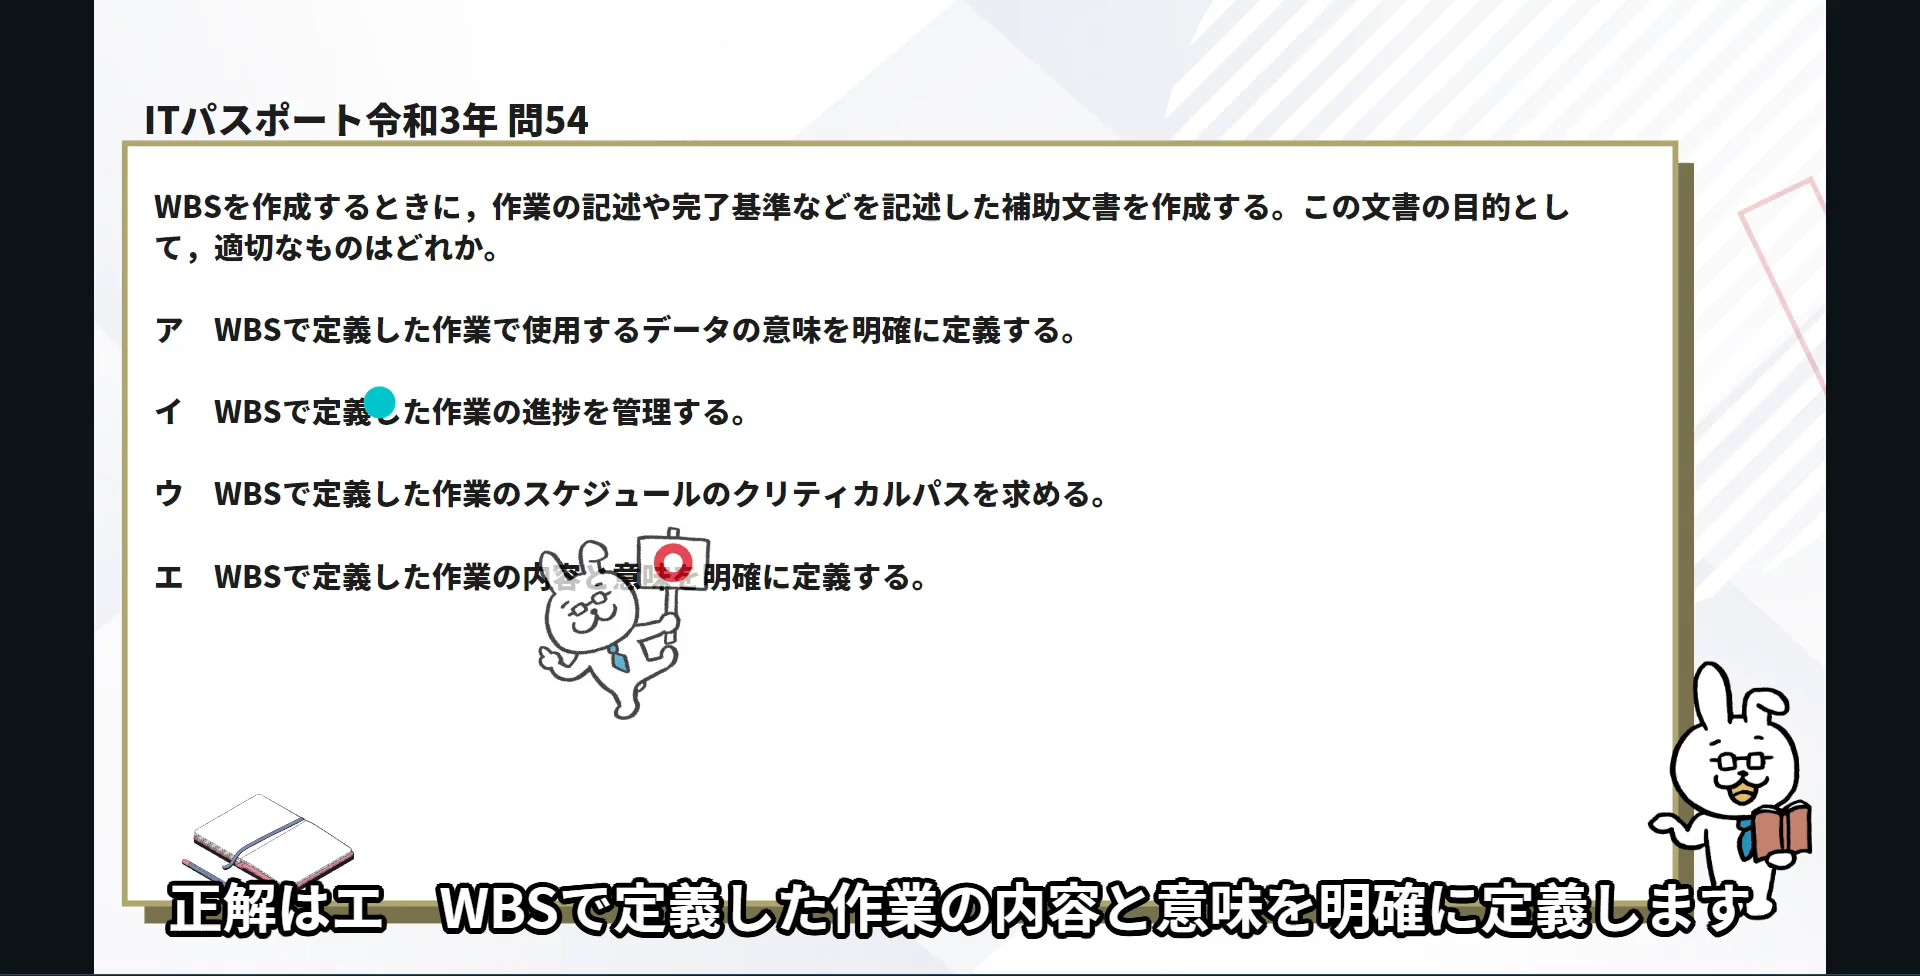 ITパスポート令和3年 問54
WBSを作成するときに，作業の記述や完了基準などを記述した補助文書を作成する。この文書の目的とし
て，適切なものはどれか。
ア　WBSで定義した作業で使用するデータの意味を明確に定義する。
イ　WBSで定義した作業の進捗を管理する。
ウ　WBSで定義した作業のスケジュールのクリティカルパスを求める。
エ　WBSで定義した作業の内容と意味を明確に定義する。
正解はエ　WBSで定義した作業の内容と意味を明確に定義します